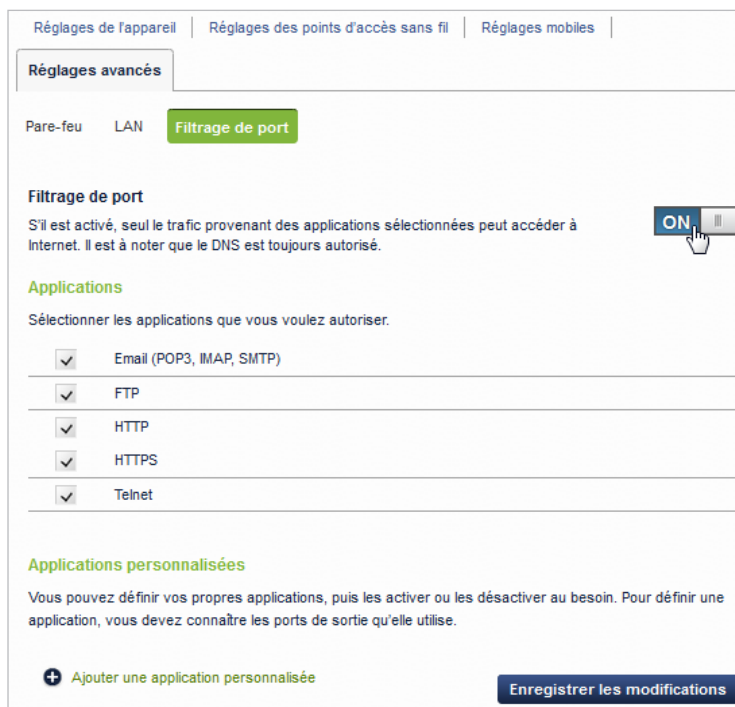 Réglages de l'appareil
Réglages des points d'accès sans fil
Réglages mobiles
Réglages avancés
Pare-feu
LAN
Filtrage de port
Filtrage de port
S'il est activé, seul le trafic provenant des applications sélectionnées peut accéder à
Internet. Il est à noter que le DNS est toujours autorisé.
ON
Applications
Sélectionner les applications que vous voulez autoriser.
Email (POP3, IMAP, SMTP)
FTP
HTTP
HTTPS
Telnet
Applications personnalisées
Vous pouvez définir vos propres applications, puis les activer ou les désactiver au besoin. Pour définir une
application, vous devez connaître les ports de sortie qu'elle utilise.
Ajouter une application personnalisée
Enregistrer les modifications